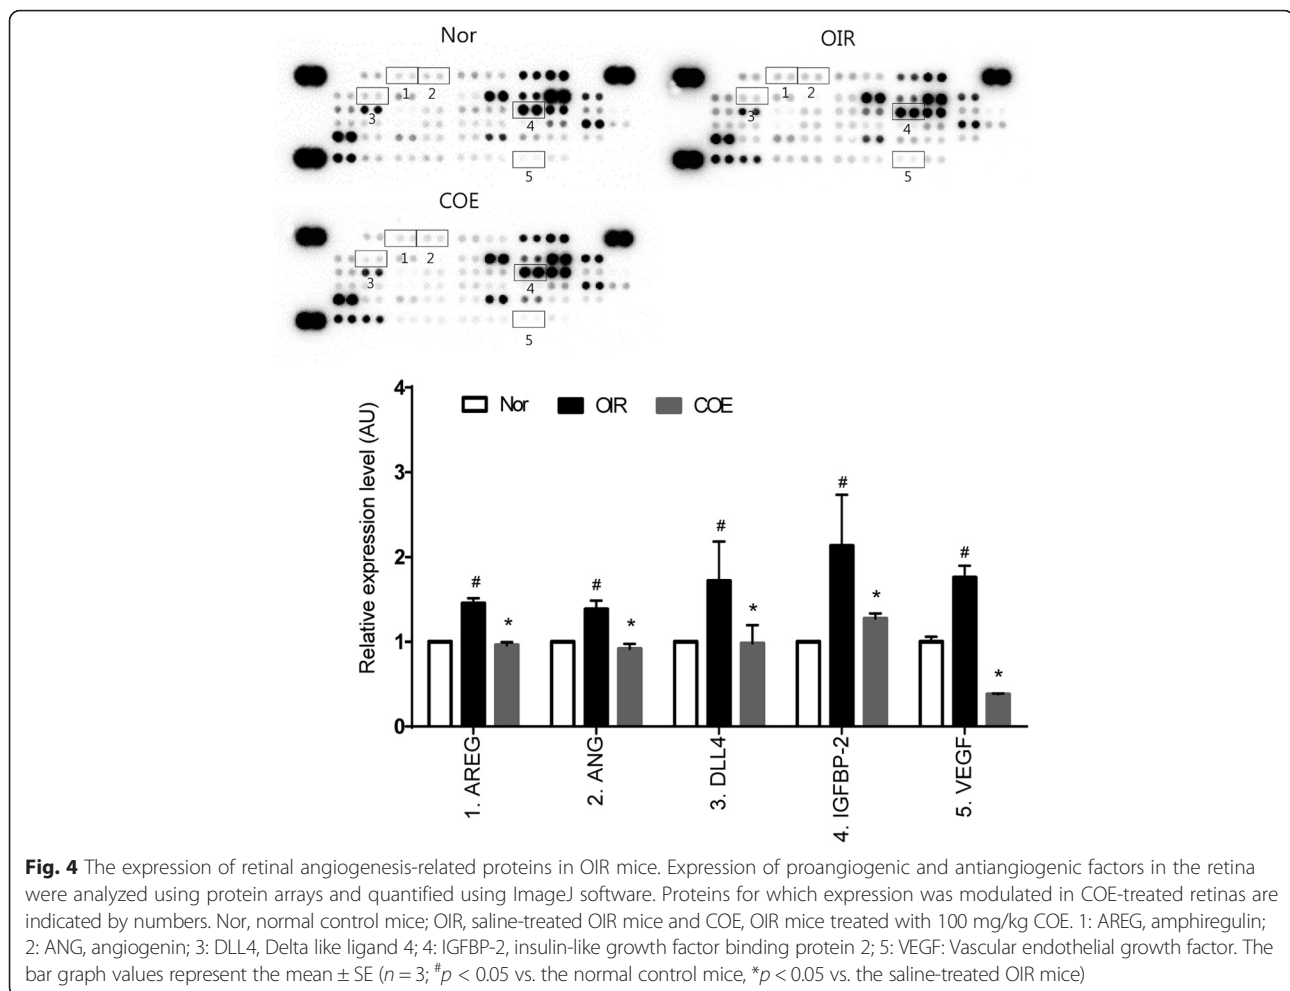 Nor
OIR
1 2
3
4
5
1 2
3
4
5
COE
1 2
3
4
5
Relative expression level (AU)
4
3
2
1
0
Nor OIR COE
# * # * # * # * # *
1. AREG
2. ANG
3. DLL4
4. IGFBP-2
5. VEGF
Fig. 4 The expression of retinal angiogenesis-related proteins in OIR mice. Expression of proangiogenic and antiangiogenic factors in the retina
were analyzed using protein arrays and quantified using ImageJ software. Proteins for which expression was modulated in COE-treated retinas are
indicated by numbers. Nor, normal control mice; OIR, saline-treated OIR mice and COE, OIR mice treated with 100 mg/kg COE. 1: AREG, amphiregulin;
2: ANG, angiogenin; 3: DLL4, Delta like ligand 4; 4: IGFBP-2, insulin-like growth factor binding protein 2; 5: VEGF: Vascular endothelial growth factor. The
bar graph values represent the mean ± SE (n = 3; #p < 0.05 vs. the normal control mice, *p < 0.05 vs. the saline-treated OIR mice)